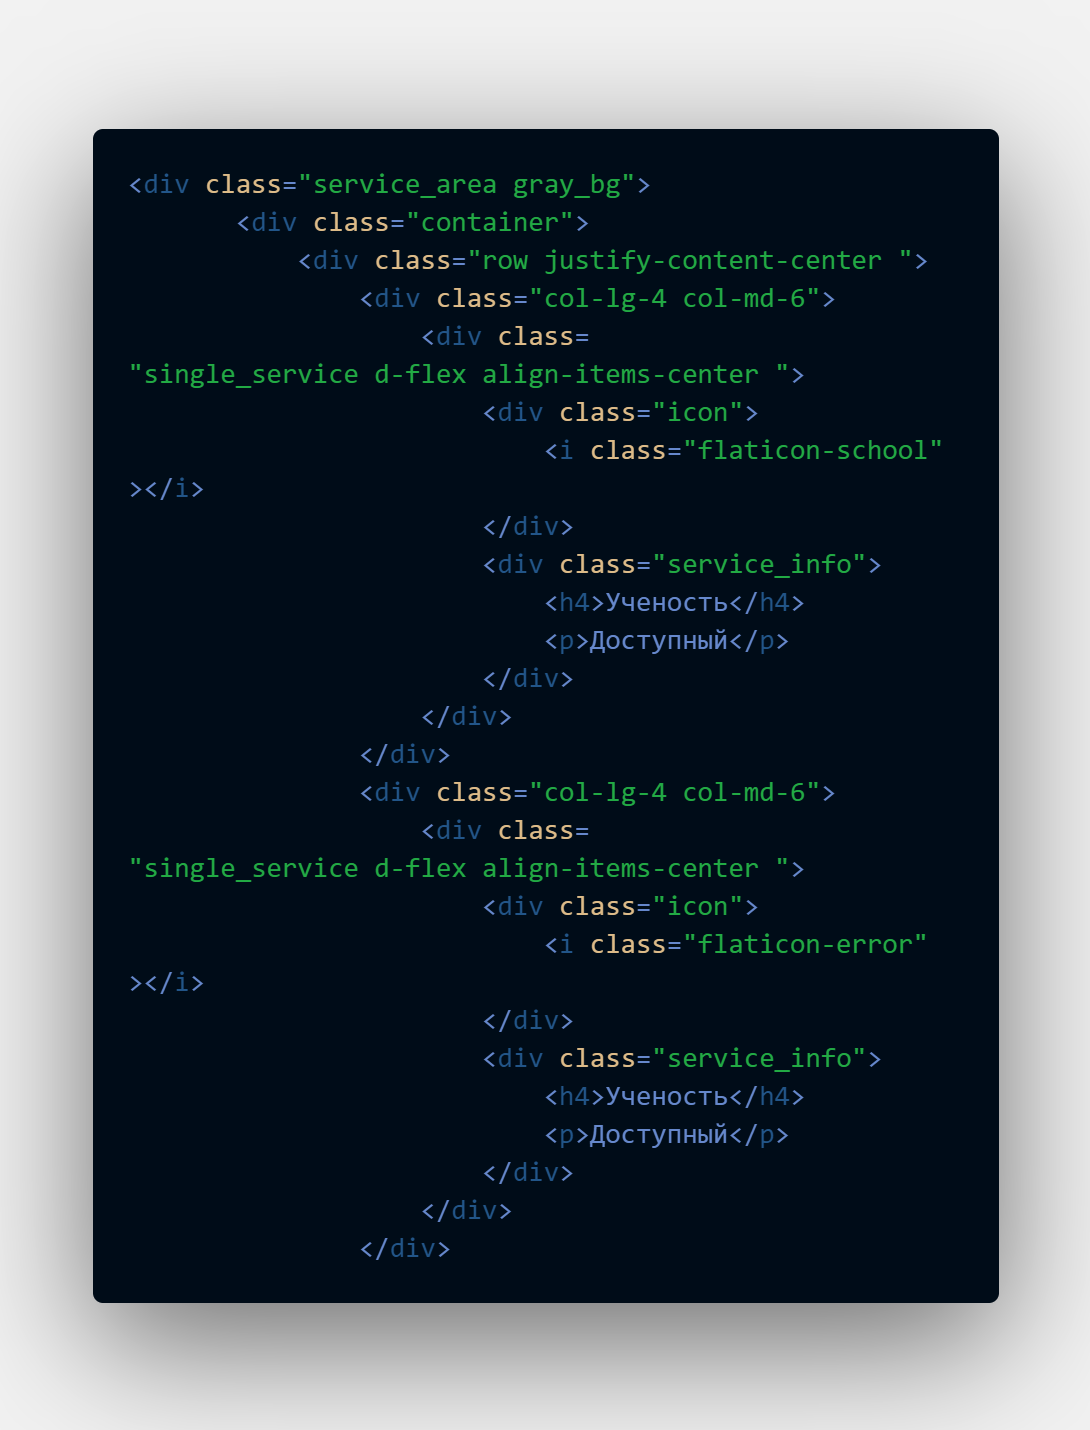 <div class="service_area gray_bg">
       <div class="container">
           <div class="row justify-content-center ">
               <div class="col-lg-4 col-md-6">
                   <div class=
"single_service d-flex align-items-center ">
                       <div class="icon">
                           <i class="flaticon-school"
></i>
                       </div>
                       <div class="service_info">
                           <h4>Ученость</h4>
                           <p>Доступный</p>
                       </div>
                   </div>
               </div>
               <div class="col-lg-4 col-md-6">
                   <div class=
"single_service d-flex align-items-center ">
                       <div class="icon">
                           <i class="flaticon-error"
></i>
                       </div>
                       <div class="service_info">
                           <h4>Ученость</h4>
                           <p>Доступный</p>
                       </div>
                   </div>
               </div>